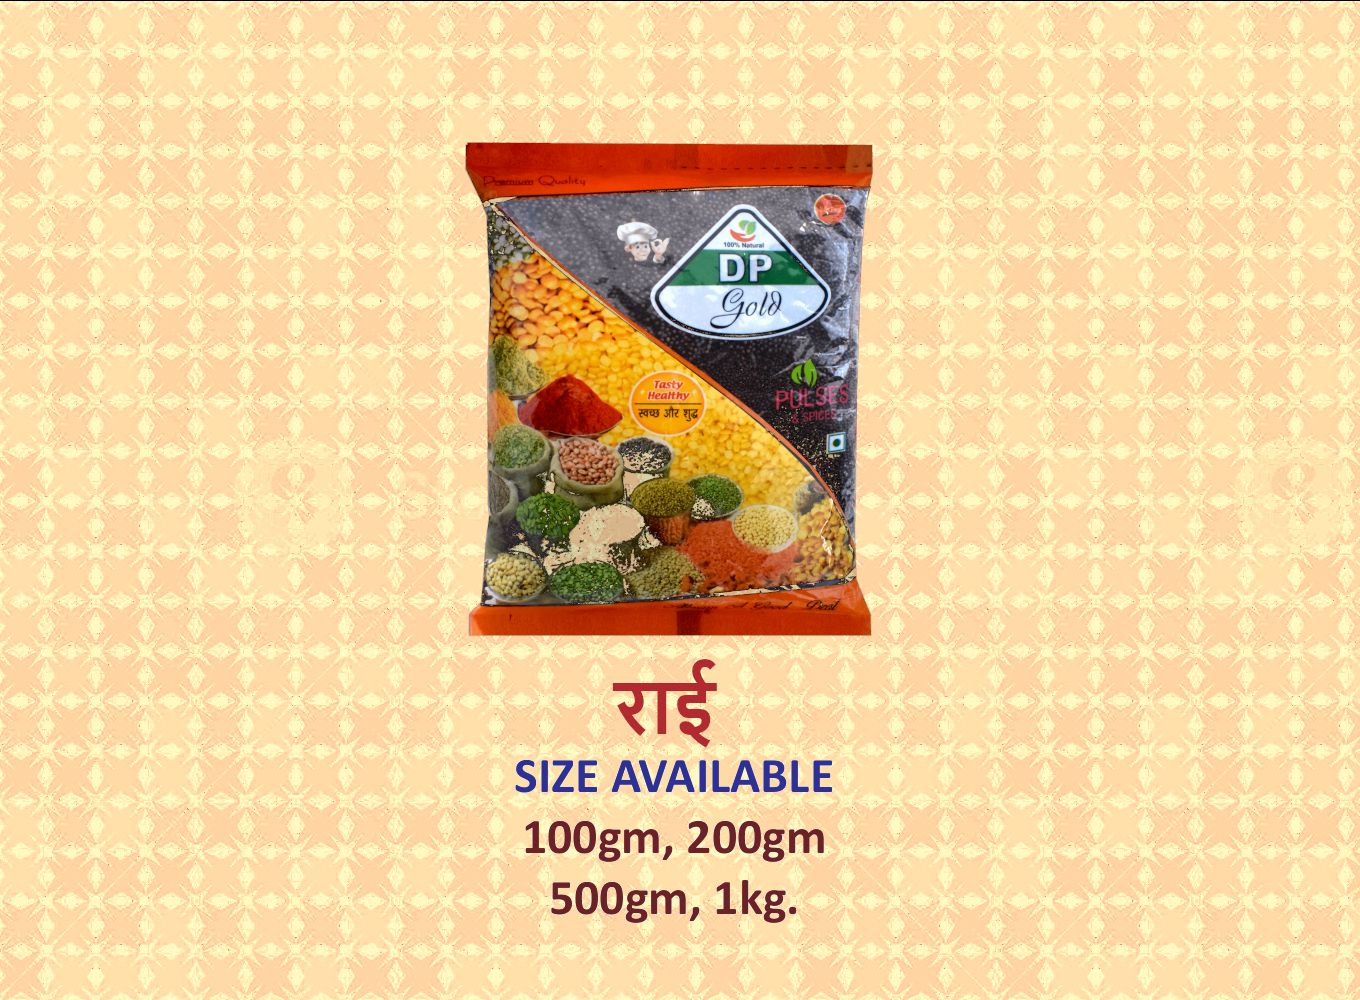 Premium Quality
100% Natural
DP
Gold
PULSES
& SPICES
Tasty
Healthy
स्वच्छ और शुद्ध
राई
SIZE AVAILABLE
100gm, 200gm
500gm, 1kg.